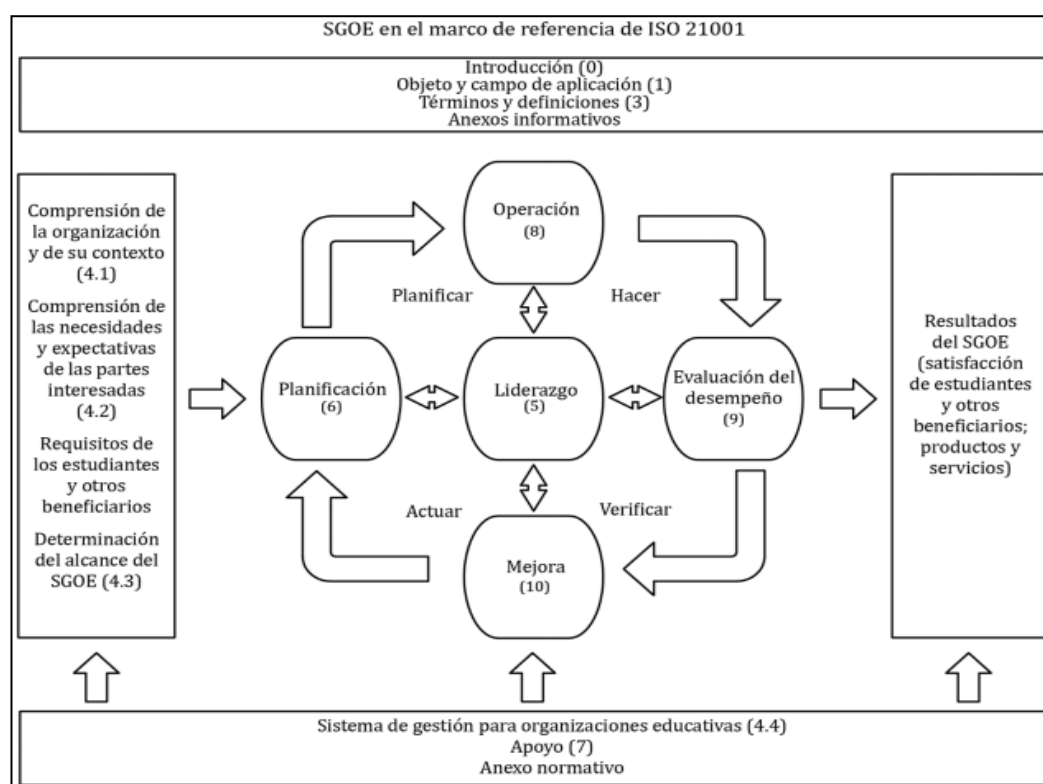 SGOE en el marco de referencia de ISO 21001
Introducción (0)
Objeto y campo de aplicación (1)
Términos y definiciones (3)
Anexos informativos
Comprensión de
la organización
y de su contexto
(4.1)
Comprensión de
las necesidades
y expectativas
de las partes
interesadas
(4.2)
Requisitos de
los estudiantes
y otros
beneficiarios
Determinación
del alcance del
SGOE (4.3)
Operación
(8)
Planificar
Hacer
Planificación
(6)
Liderazgo
(5)
Evaluación del
desempeño
(9)
Actuar
Verificar
Mejora
(10)
Resultados
del SGOE
(satisfacción
de estudiantes
y otros
beneficiarios;
productos y
servicios)
Sistema de gestión para organizaciones educativas (4.4)
Apoyo (7)
Anexo normativo